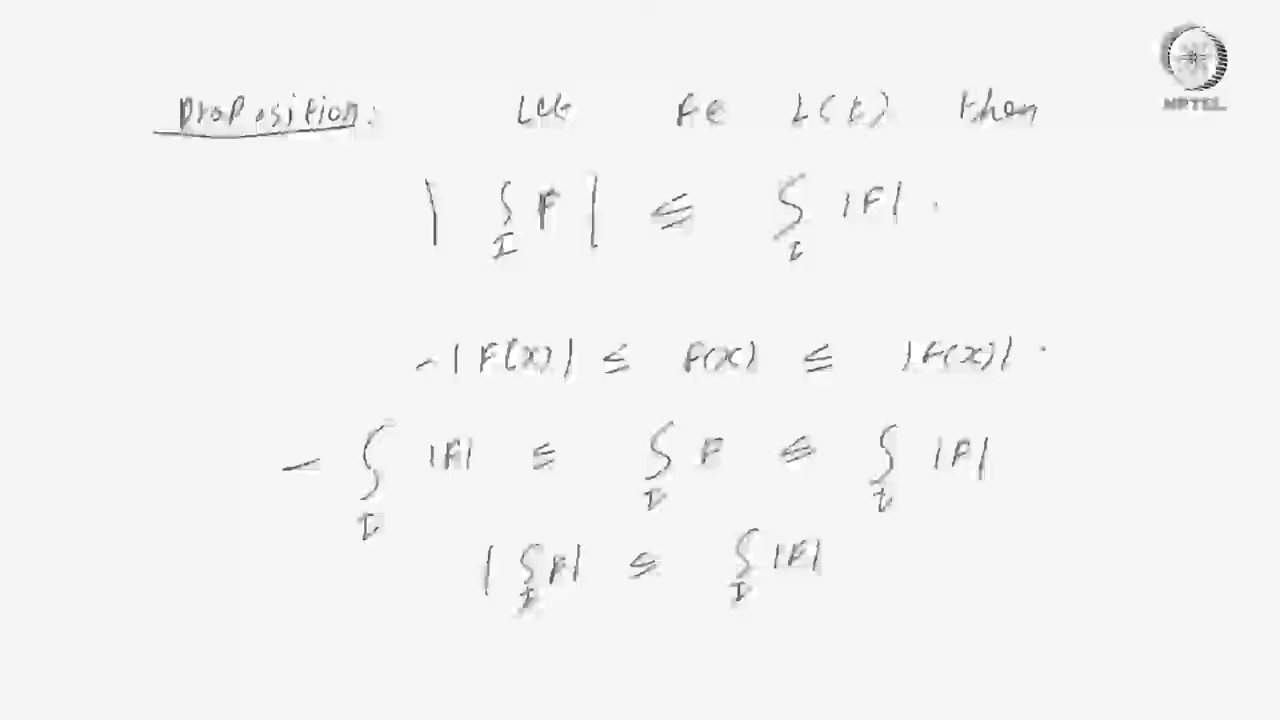 NPTEL
Proposition: Let F ∈ L(I) then
| ∫_I F | ≤ ∫_I |F| .
-|F(x)| ≤ F(x) ≤ |F(x)| .
- ∫_I |F| ≤ ∫_I F ≤ ∫_I |F|
| ∫_I F | ≤ ∫_I |F|